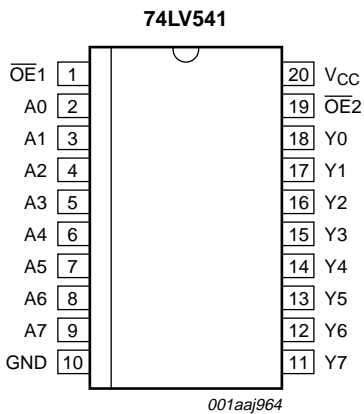 74LV541
O̅E̅1 1 20 VCC
A0 2 19 O̅E̅2
A1 3 18 Y0
A2 4 17 Y1
A3 5 16 Y2
A4 6 15 Y3
A5 7 14 Y4
A6 8 13 Y5
A7 9 12 Y6
GND 10 11 Y7
001aaj964